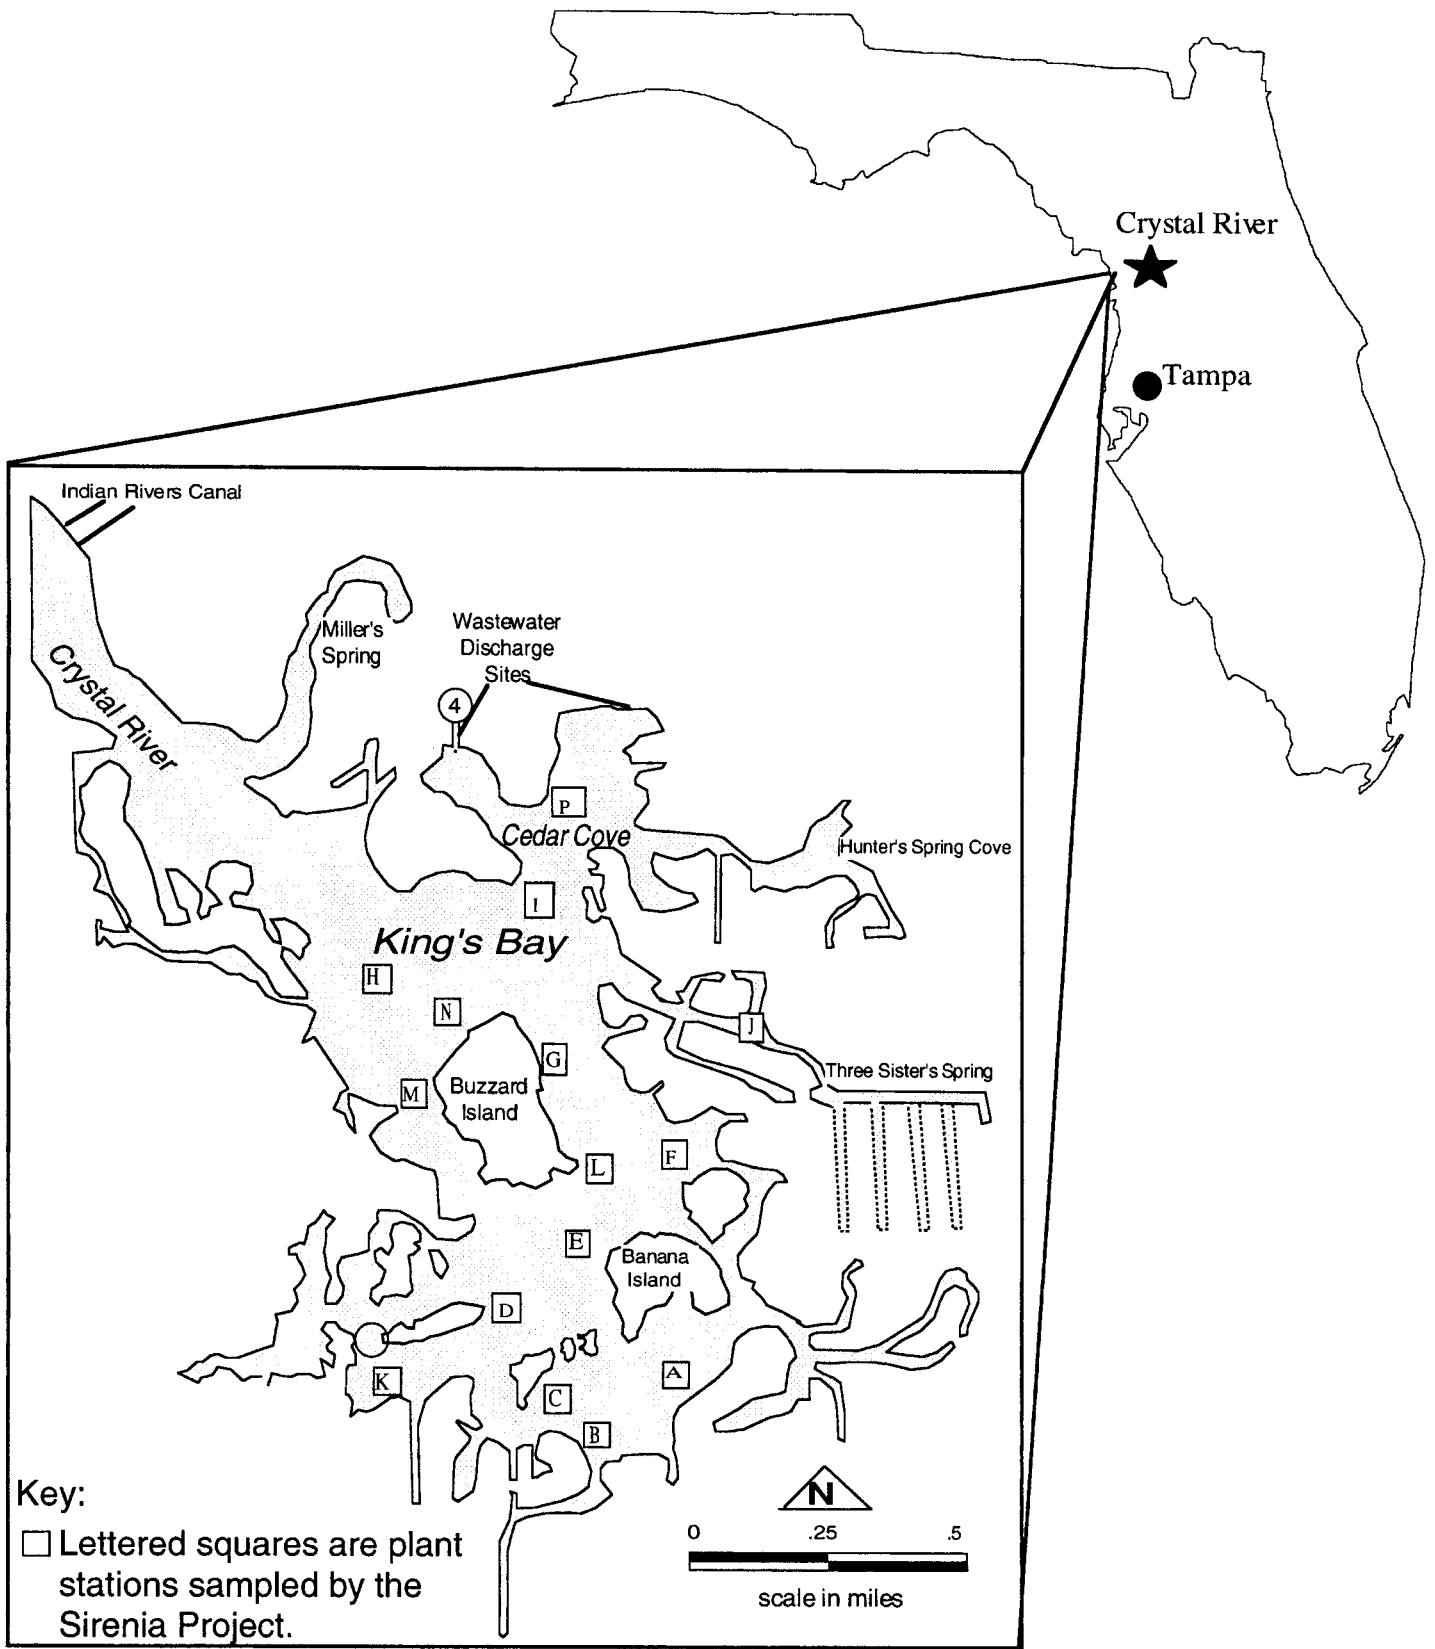 Crystal River
Tampa
Indian Rivers Canal
Miller's
Spring
Wastewater
Discharge
Sites
4
Crystal River
P
Cedar Cove
Hunter's Spring Cove
I
King's Bay
H
N
J
G
Three Sister's Spring
M
Buzzard
Island
L
F
E
Banana
Island
D
K
A
C
B
N
Key:
Lettered squares are plant
stations sampled by the
Sirenia Project.
0 .25 .5
scale in miles